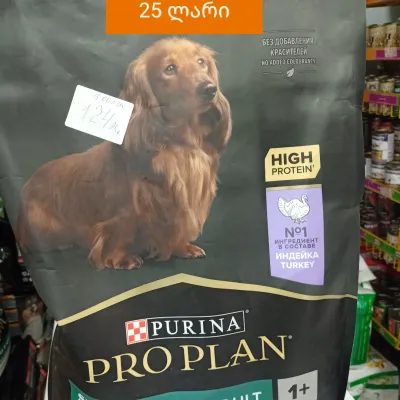 25 ლარი
БЕЗ ДОБАВЛЕНИЯ
КРАСИТЕЛЕЙ
NO ADDED COLOURANTS
124
HIGH
PROTEIN
№1
ИНГРЕДИЕНТ
В СОСТАВЕ
ИНДЕЙКА
TURKEY
PURINA
PRO PLAN
1+